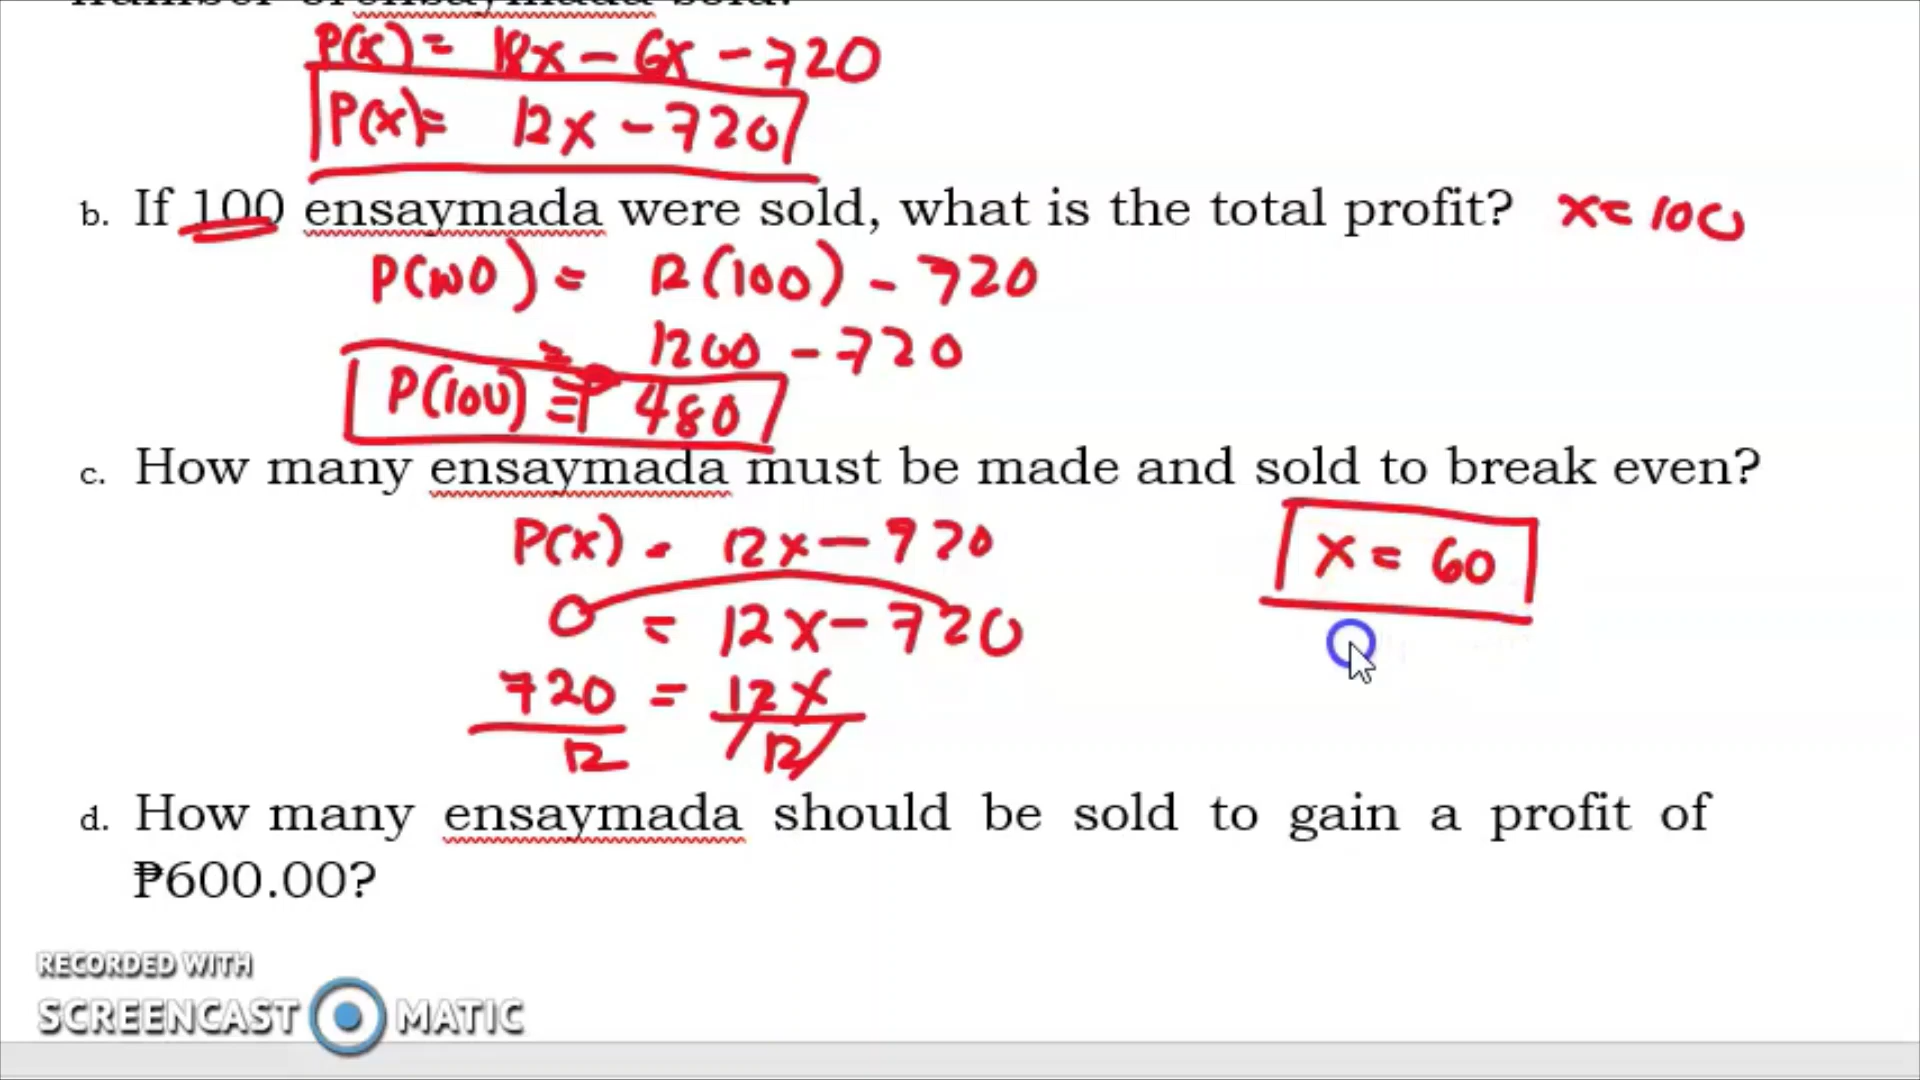 P(x) = 18x - 6x - 720
P(x) = 12x - 720
b. If 100 ensaymada were sold, what is the total profit? x = 100
P(100) = 12(100) - 720
= 1200 - 720
P(100) = ₱ 480
c. How many ensaymada must be made and sold to break even?
P(x) = 12x - 720
x = 60
0 = 12x - 720
720 = 12x
12 12
d. How many ensaymada should be sold to gain a profit of
₱600.00?
RECORDED WITH
SCREENCAST MATIC